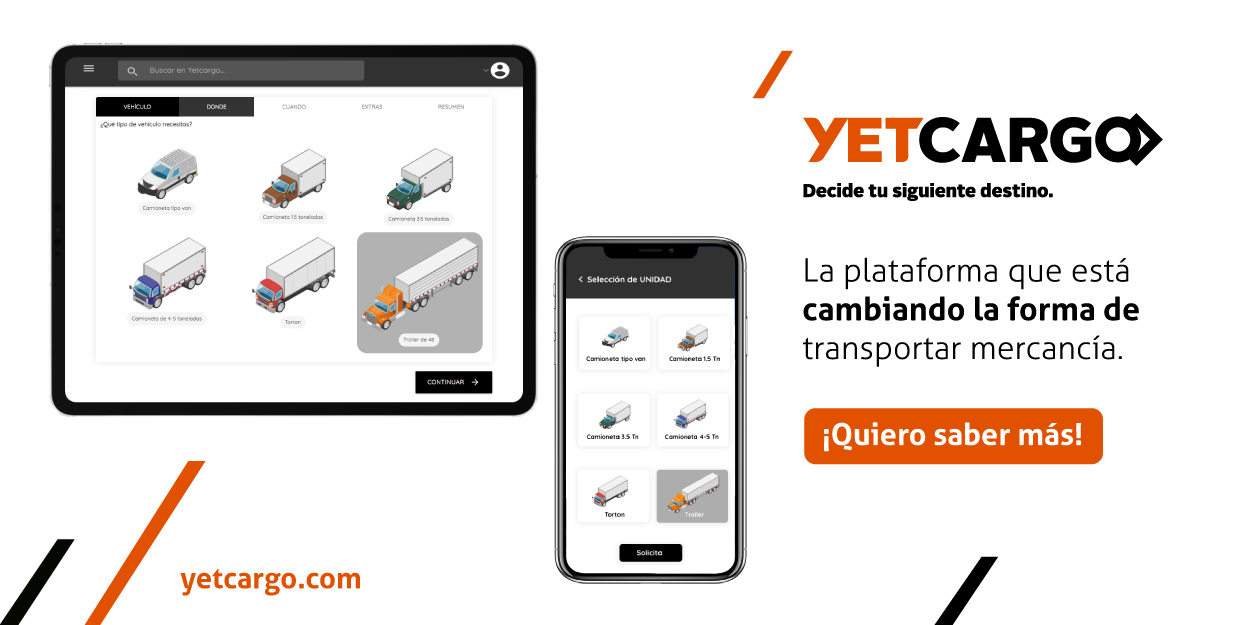 Buscar en Yetcargo...
VEHÍCULO DONDE CUANDO EXTRAS RESUMEN
¿Qué tipo de vehículo necesitas?
Camioneta tipo van
Camioneta 1.5 toneladas
Camioneta 3.5 toneladas
Camioneta de 4-5 toneladas
Torton
Trailer de 48
CONTINUAR
Selección de UNIDAD
Camioneta tipo van
Camioneta 1.5 Tn
Camioneta 3.5 Tn
Camioneta 4-5 Tn
Torton
Trailer
Solicita
YETCARGO
Decide tu siguiente destino.
La plataforma que está
cambiando la forma de
transportar mercancía.
¡Quiero saber más!
yetcargo.com